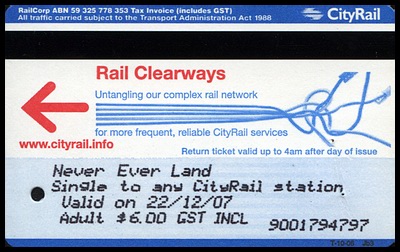 RailCorp ABN 59 325 778 353 Tax Invoice (includes GST)
All traffic carried subject to the Transport Administration Act 1988
CityRail
Rail Clearways
Untangling our complex rail network
for more frequent, reliable CityRail services
www.cityrail.info
Return ticket valid up to 4am after day of issue
Never Ever Land
Single to any CityRail station
Valid on 22/12/07
Adult $6.00 GST INCL
9001794797